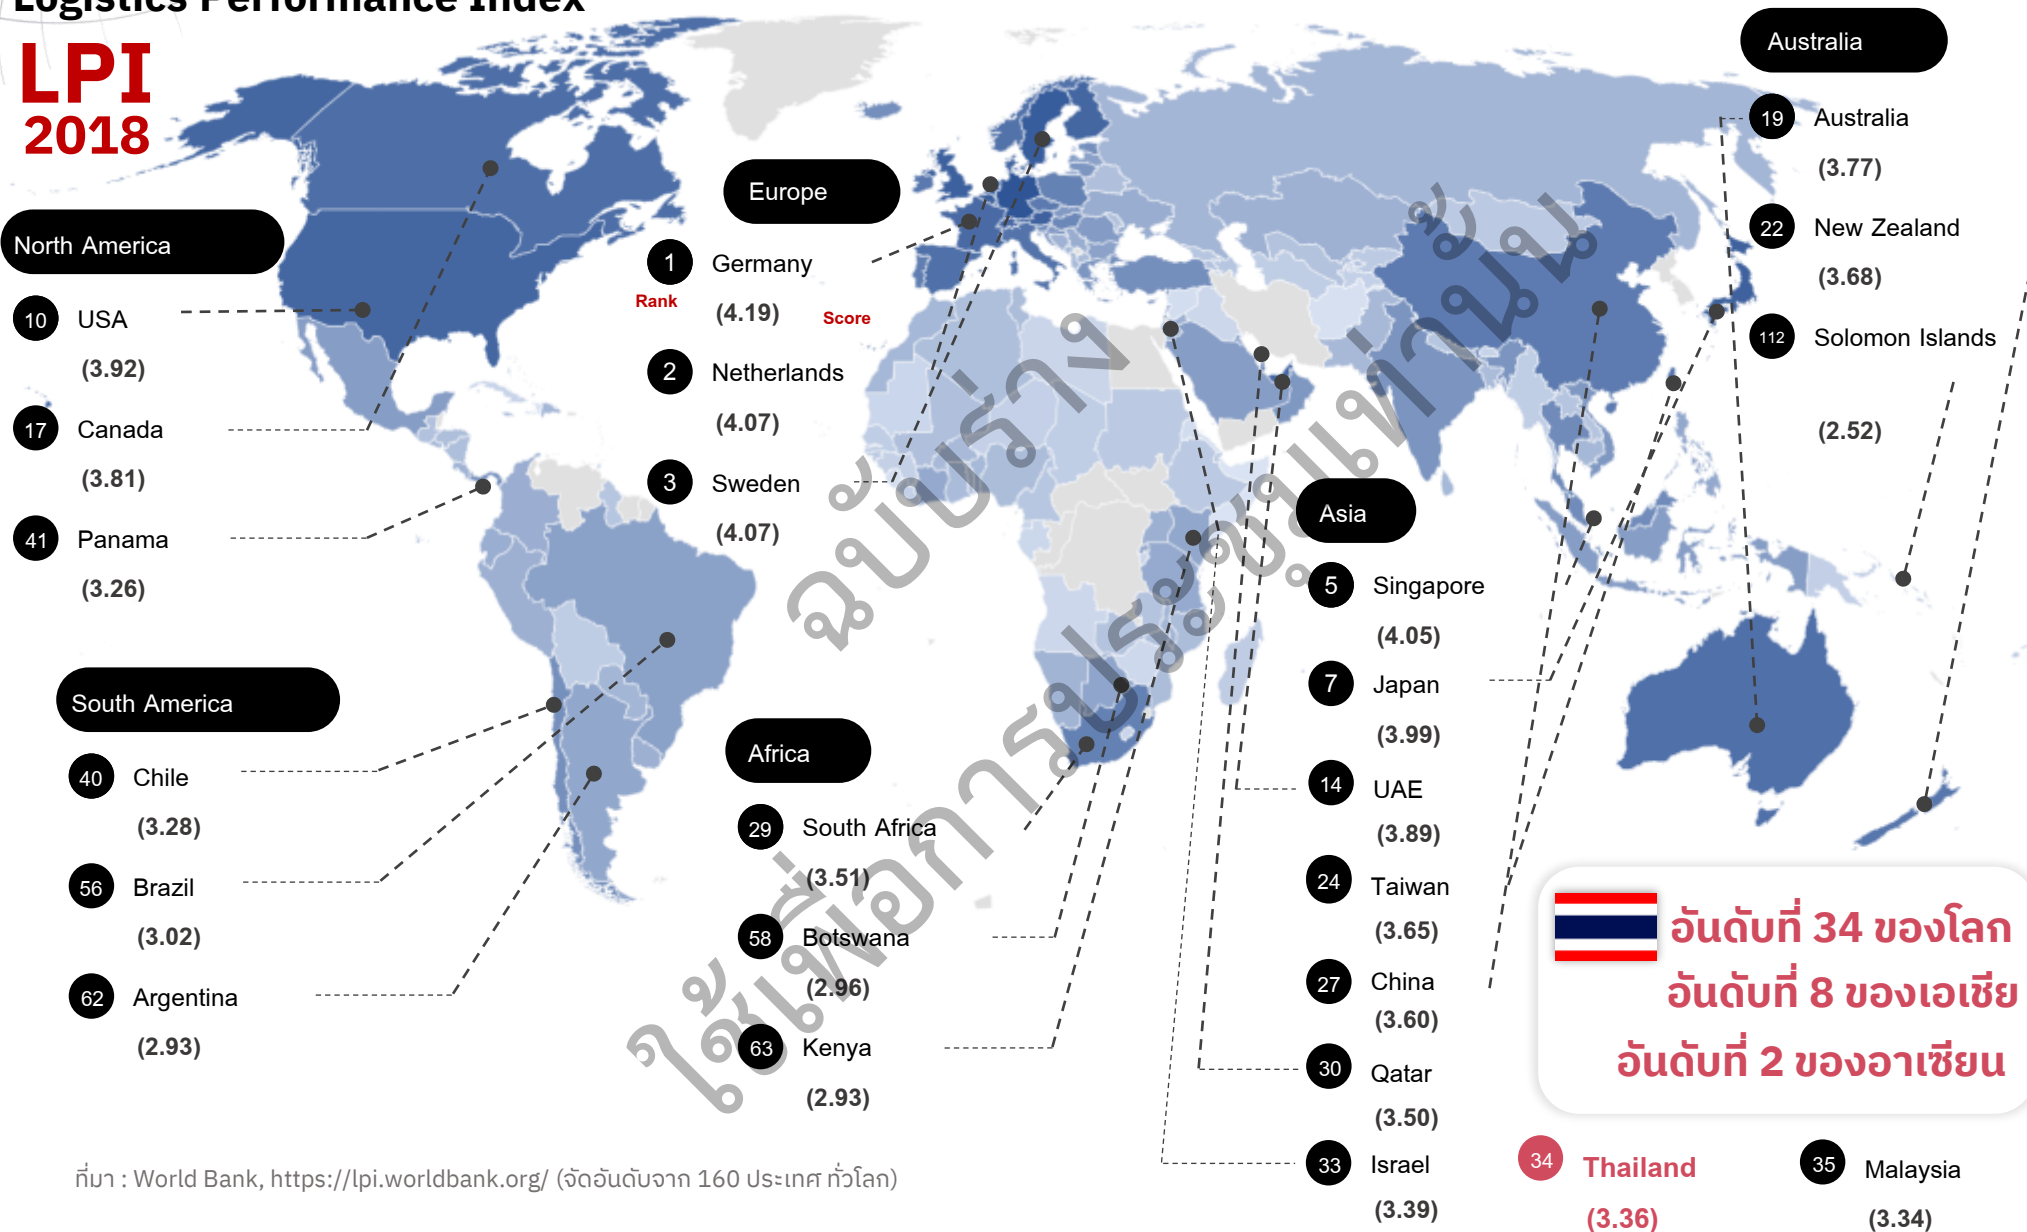 Logistics Performance Index
LPI
2018
North America
10 USA
(3.92)
17 Canada
(3.81)
41 Panama
(3.26)
South America
40 Chile
(3.28)
56 Brazil
(3.02)
62 Argentina
(2.93)
Europe
1 Germany
Rank (4.19) Score
2 Netherlands
(4.07)
3 Sweden
(4.07)
Africa
29 South Africa
(3.51)
58 Botswana
(2.96)
63 Kenya
(2.93)
Asia
5 Singapore
(4.05)
7 Japan
(3.99)
14 UAE
(3.89)
24 Taiwan
(3.65)
27 China
(3.60)
30 Qatar
(3.50)
33 Israel
(3.39)
34 Thailand
(3.36)
35 Malaysia
(3.34)
Australia
19 Australia
(3.77)
22 New Zealand
(3.68)
112 Solomon Islands
(2.52)
อันดับที่ 34 ของโลก
อันดับที่ 8 ของเอเชีย
อันดับที่ 2 ของอาเซียน
ฉบับร่าง
ใช้เพื่อการประชุมเท่านั้น
ที่มา : World Bank, https://lpi.worldbank.org/ (จัดอันดับจาก 160 ประเทศ ทั่วโลก)